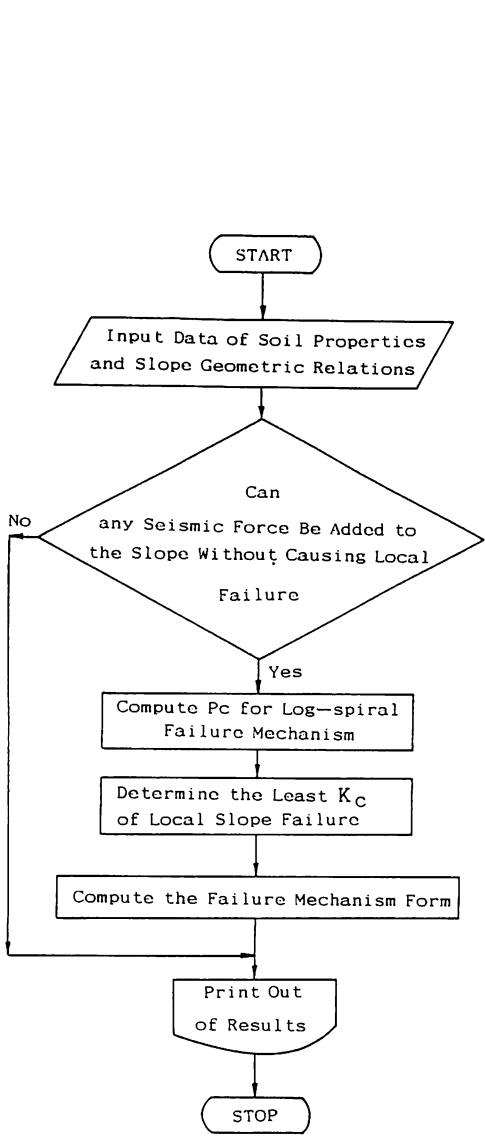 START
Input Data of Soil Properties
and Slope Geometric Relations
Can
any Seismic Force Be Added to
the Slope Without Causing Local
Failure
No
Yes
Compute Pc for Log-spiral
Failure Mechanism
Determine the Least Kc
of Local Slope Failure
Compute the Failure Mechanism Form
Print Out
of Results
STOP